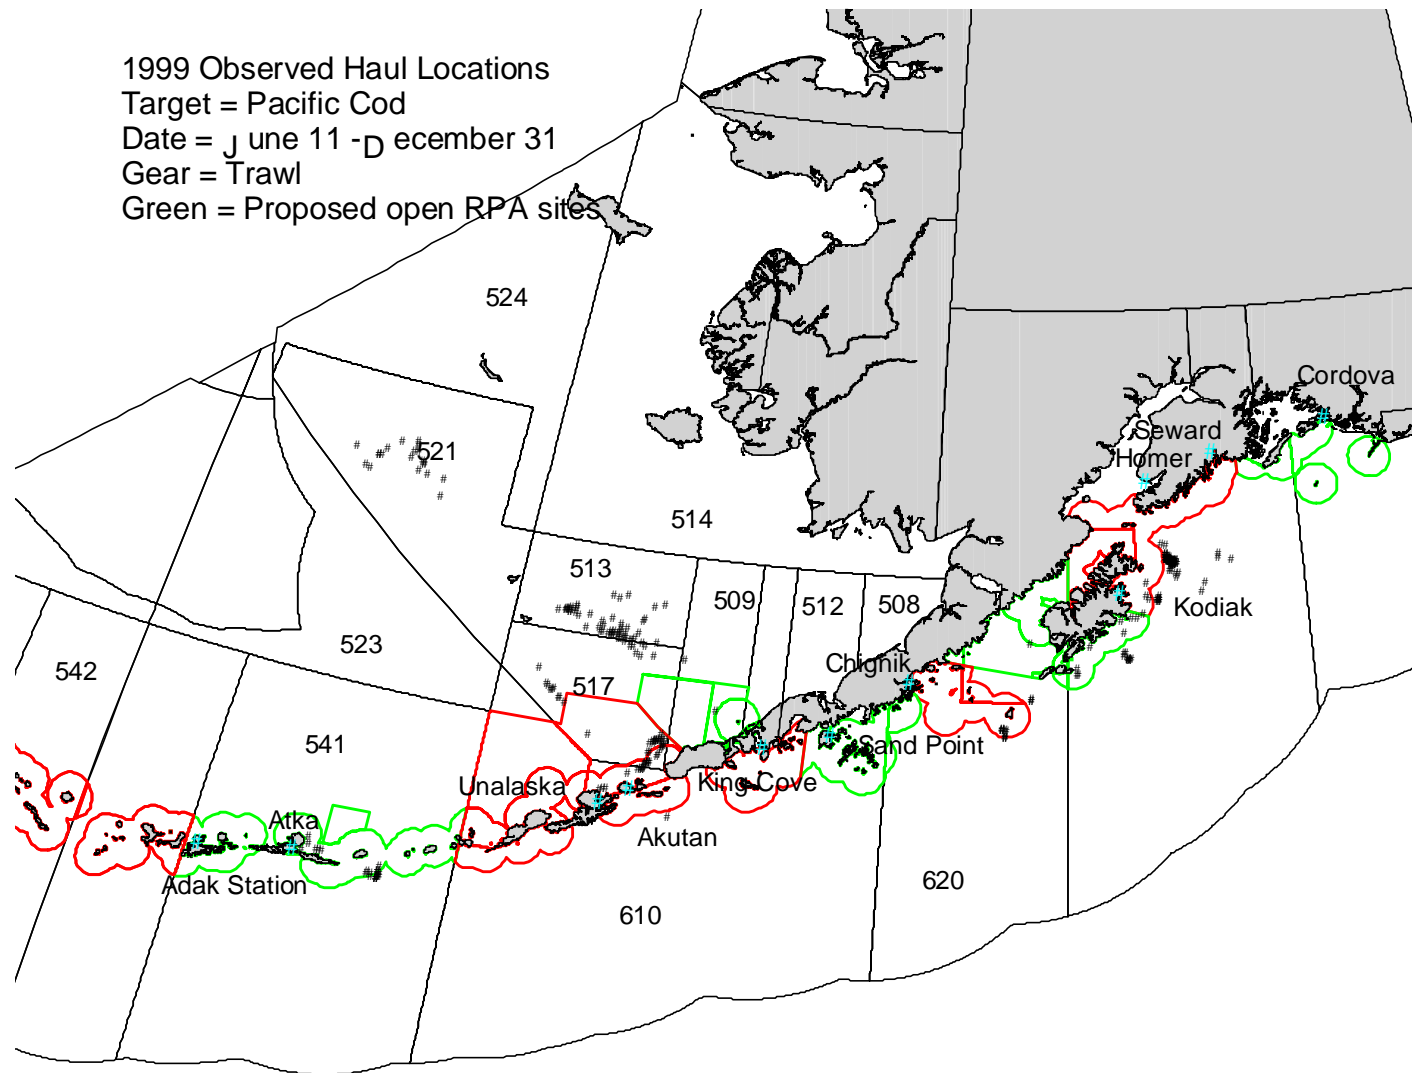 1999 Observed Haul Locations
Target = Pacific Cod
Date = J une 11 -D ecember 31
Gear = Trawl
Green = Proposed open RPA sites
524
Cordova
521
Seward
Homer
514
513
509
512
508
Kodiak
523
542
Chignik
517
541
Sand Point
Unalaska
King Cove
Atka
Akutan
Adak Station
620
610